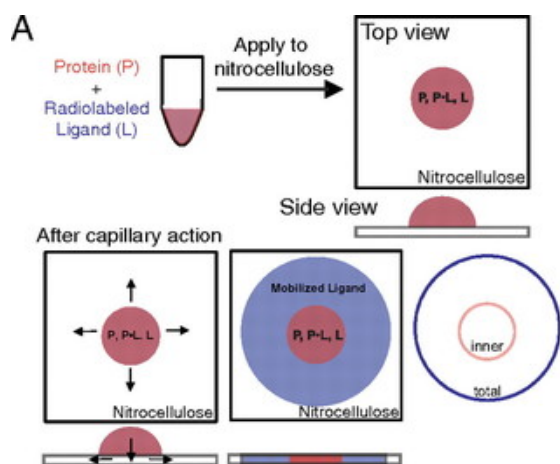 A
Protein (P)
+
Radiolabeled
Ligand (L)
Apply to
nitrocellulose
Top view
P, P•L, L
Nitrocellulose
Side view
After capillary action
P, P•L, L
Nitrocellulose
Mobilized Ligand
P, P•L, L
Nitrocellulose
inner
total